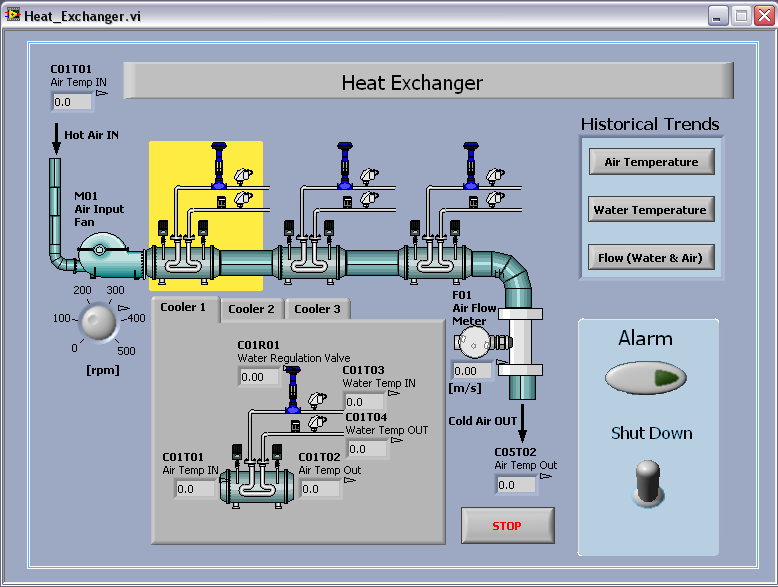 Heat_Exchanger.vi
C01T01
Air Temp IN
0.0
Heat Exchanger
Hot Air IN
M01
Air Input
Fan
200
300
100
400
0
500
[rpm]
Historical Trends
Air Temperature
Water Temperature
Flow (Water & Air)
Cooler 1
Cooler 2
Cooler 3
C01R01
Water Regulation Valve
0.00
C01T03
Water Temp IN
0.0
C01T04
Water Temp OUT
0.0
C01T01
Air Temp IN
0.0
C01T02
Air Temp Out
0.0
F01
Air Flow
Meter
0.00
[m/s]
Cold Air OUT
C05T02
Air Temp Out
0.0
STOP
Alarm
Shut Down